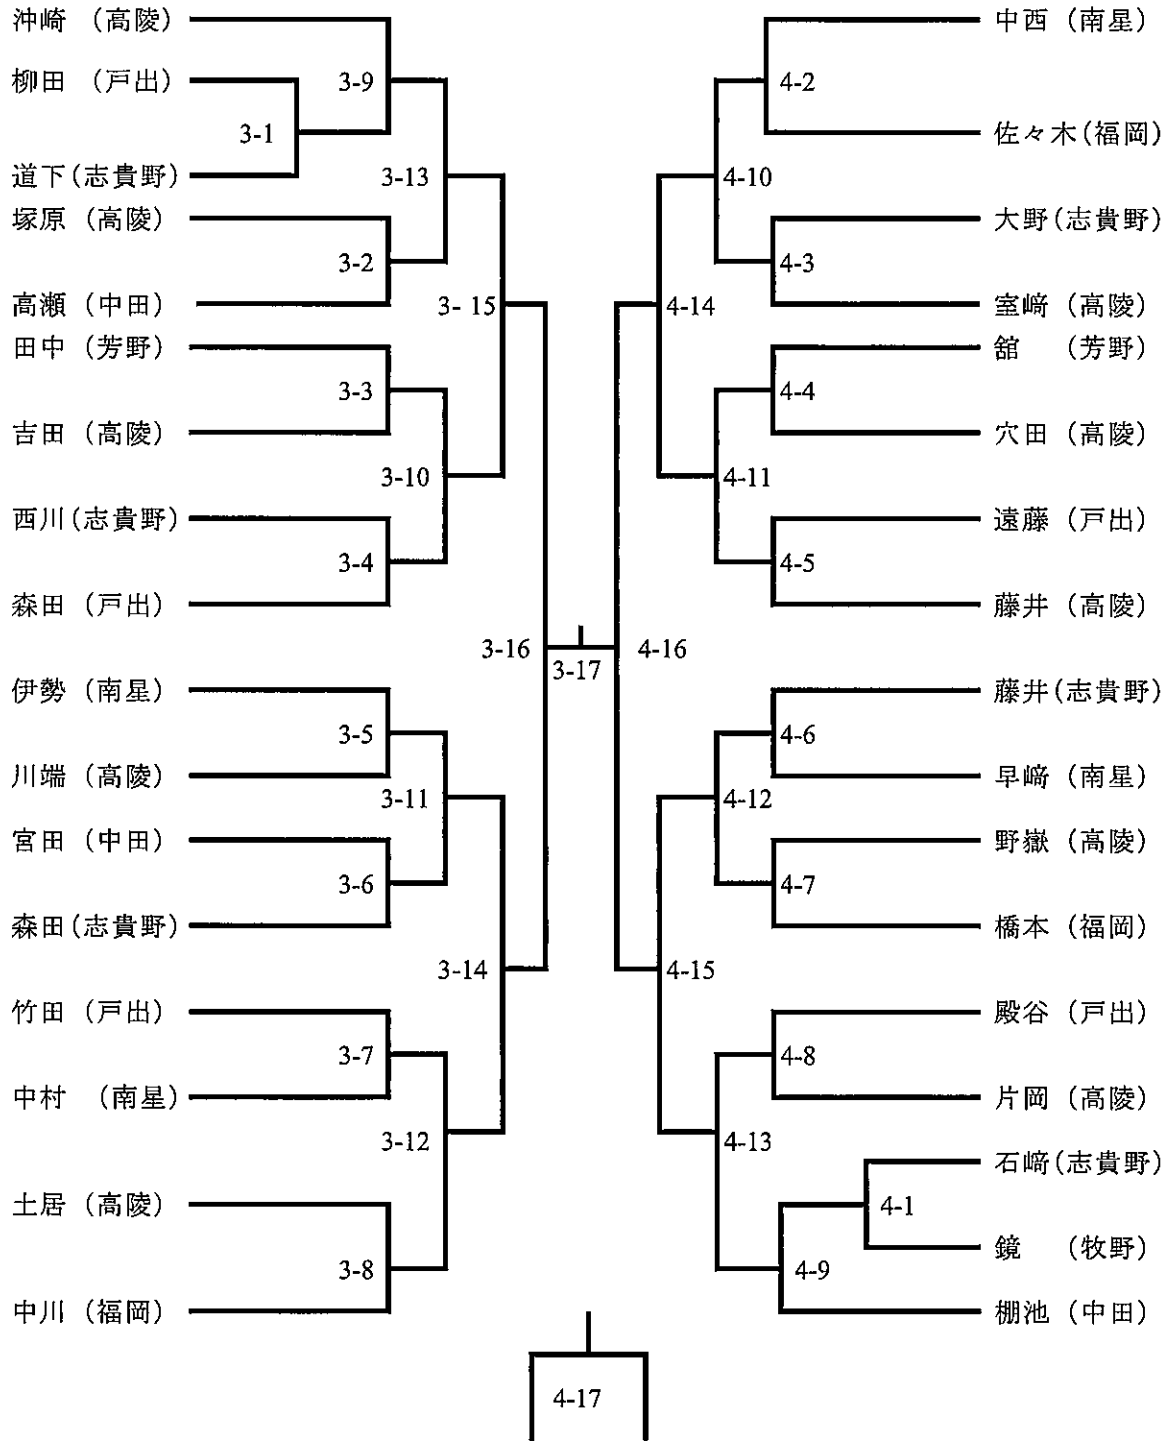 沖崎 (高陵)
柳田 (戸出)
3-9
3-1
道下(志貴野)
3-13
塚原 (高陵)
3-2
高瀬 (中田)
3- 15
田中 (芳野)
3-3
吉田 (高陵)
3-10
西川(志貴野)
3-4
森田 (戸出)
3-16
3-17
伊勢 (南星)
3-5
川端 (高陵)
3-11
宮田 (中田)
3-6
森田(志貴野)
3-14
竹田 (戸出)
3-7
中村 (南星)
3-12
土居 (高陵)
3-8
中川 (福岡)
中西 (南星)
4-2
佐々木(福岡)
4-10
大野(志貴野)
4-3
室﨑 (高陵)
4-14
舘 (芳野)
4-4
穴田 (高陵)
4-11
遠藤 (戸出)
4-5
藤井 (高陵)
4-16
藤井(志貴野)
4-6
早﨑 (南星)
4-12
野嶽 (高陵)
4-7
橋本 (福岡)
4-15
殿谷 (戸出)
4-8
片岡 (高陵)
4-13
石﨑(志貴野)
4-1
鏡 (牧野)
4-9
棚池 (中田)
4-17